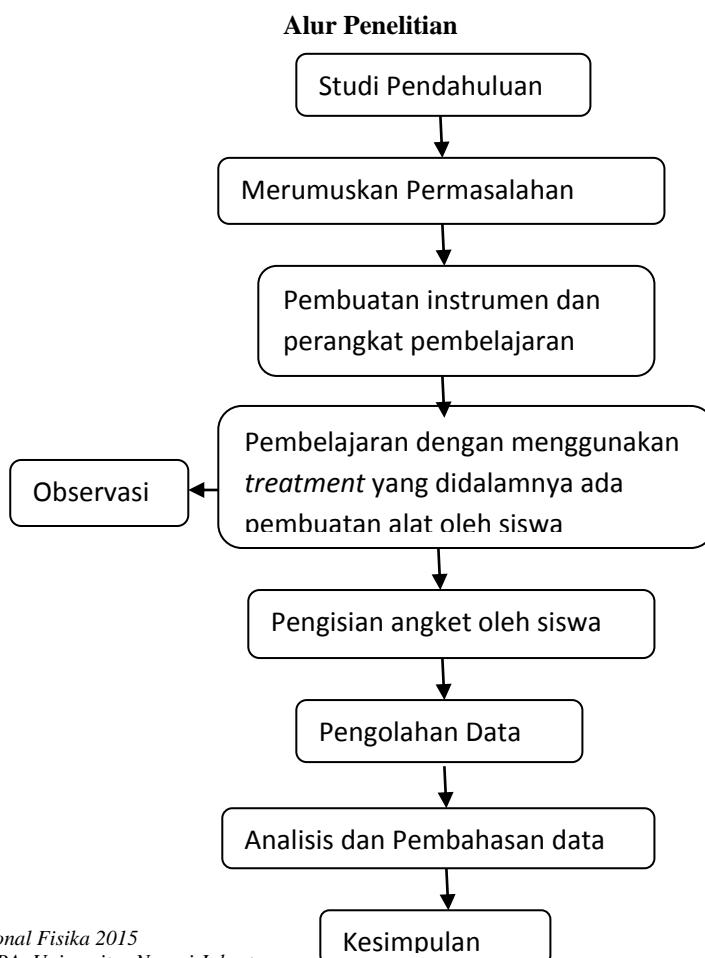 Alur Penelitian
Studi Pendahuluan
Merumuskan Permasalahan
Pembuatan instrumen dan
perangkat pembelajaran
Pembelajaran dengan menggunakan
treatment yang didalamnya ada
pembuatan alat oleh siswa
Observasi
Pengisian angket oleh siswa
Pengolahan Data
Analisis dan Pembahasan data
Kesimpulan
Fisika 2015